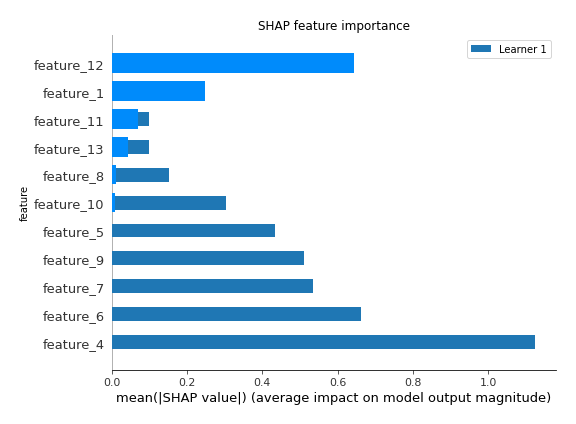 SHAP feature importance
Learner 1
feature_12
feature_1
feature_11
feature_13
feature_8
feature_10
feature_5
feature_9
feature_7
feature_6
feature_4
feature
0.0 0.2 0.4 0.6 0.8 1.0
mean(|SHAP value|) (average impact on model output magnitude)